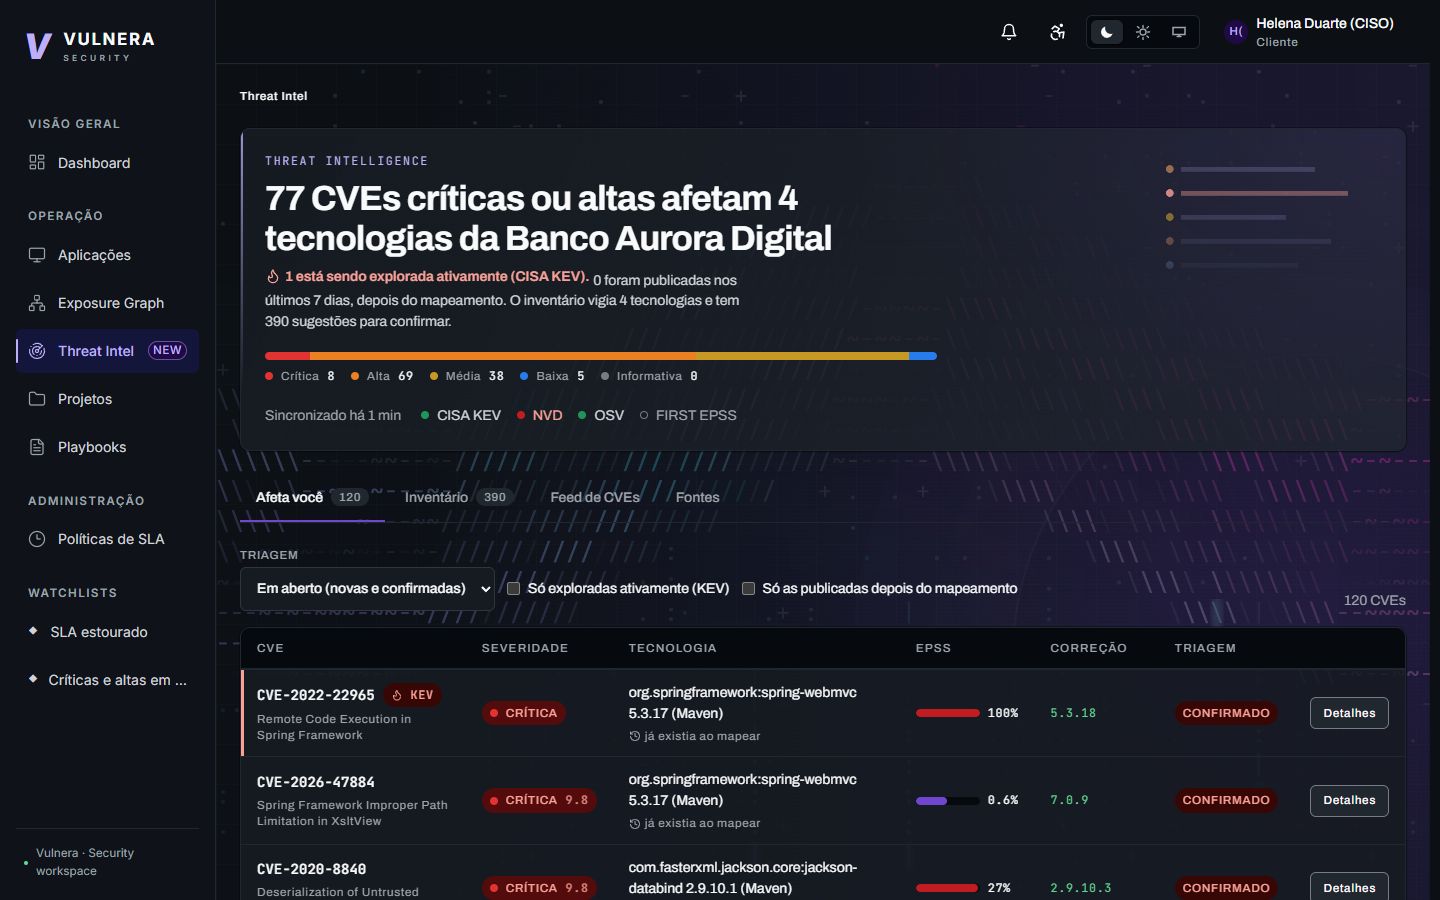 VULNERA
SECURITY
H(
Helena Duarte (CISO)
Cliente
VISÃO GERAL
Dashboard
OPERAÇÃO
Aplicações
Exposure Graph
Threat Intel NEW
Projetos
Playbooks
ADMINISTRAÇÃO
Políticas de SLA
WATCHLISTS
SLA estourado
Críticas e altas em ...
Vulnera · Security
workspace
Threat Intel
THREAT INTELLIGENCE
77 CVEs críticas ou altas afetam 4
tecnologias da Banco Aurora Digital
1 está sendo explorada ativamente (CISA KEV). 0 foram publicadas nos
últimos 7 dias, depois do mapeamento. O inventário vigia 4 tecnologias e tem
390 sugestões para confirmar.
Crítica 8 Alta 69 Média 38 Baixa 5 Informativa 0
Sincronizado há 1 min CISA KEV NVD OSV FIRST EPSS
Afeta você 120 Inventário 390 Feed de CVEs Fontes
TRIAGEM
Em aberto (novas e confirmadas) Só exploradas ativamente (KEV) Só as publicadas depois do mapeamento
120 CVEs
CVE SEVERIDADE TECNOLOGIA EPSS CORREÇÃO TRIAGEM
CVE-2022-22965 KEV
Remote Code Execution in
Spring Framework
CRÍTICA
org.springframework:spring-webmvc
5.3.17 (Maven)
já existia ao mapear
100%
5.3.18
CONFIRMADO
Detalhes
CVE-2026-47884
Spring Framework Improper Path
Limitation in XsltView
CRÍTICA 9.8
org.springframework:spring-webmvc
5.3.17 (Maven)
já existia ao mapear
0.6%
7.0.9
CONFIRMADO
Detalhes
CVE-2020-8840
Deserialization of Untrusted
CRÍTICA 9.8
com.fasterxml.jackson.core:jackson-
databind 2.9.10.1 (Maven)
27%
2.9.10.3
CONFIRMADO
Detalhes